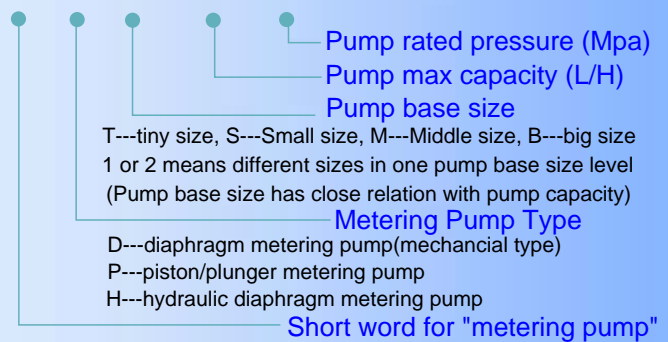 Pump rated pressure (Mpa)
Pump max capacity (L/H)
Pump base size
T---tiny size, S---Small size, M---Middle size, B---big size
1 or 2 means different sizes in one pump base size level
(Pump base size has close relation with pump capacity)
Metering Pump Type
D---diaphragm metering pump(mechancial type)
P---piston/plunger metering pump
H---hydraulic diaphragm metering pump
Short word for "metering pump"